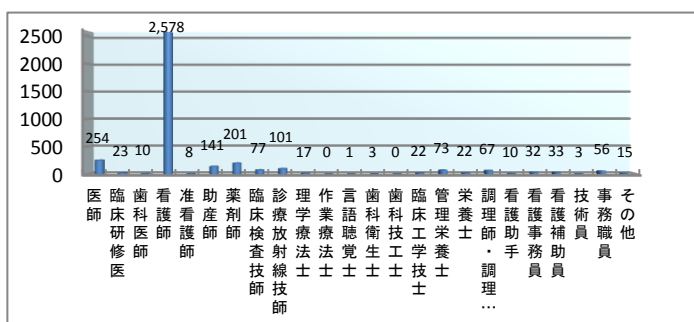 2,578
2500
2000
1500
1000
500
0
254
23
10
8
141
201
77
101
17
0
1
3
0
22
73
22
67
10
32
33
3
56
15
医師
臨床研修医
歯科医師
看護師
准看護師
助産師
薬剤師
臨床検査技師
診療放射線技師
理学療法士
作業療法士
言語聴覚士
歯科衛生士
歯科技工士
臨床工学技士
管理栄養士
栄養士
調理師・調理…
看護助手
看護事務員
看護補助員
技術員
事務職員
その他